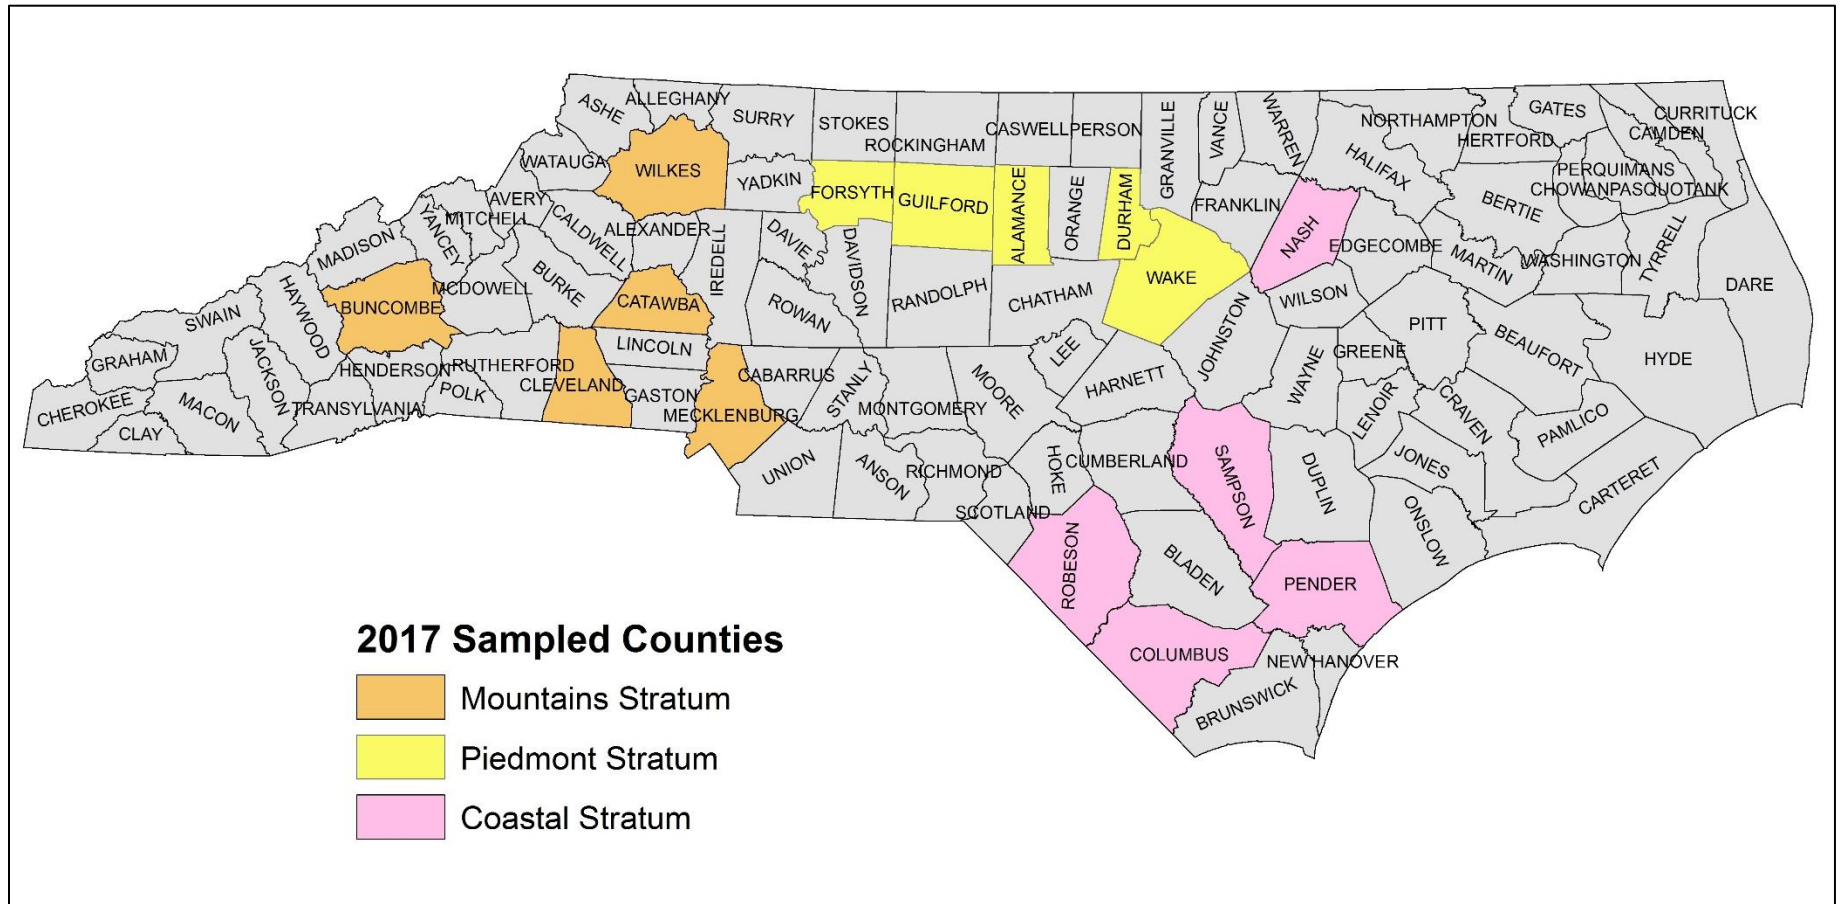 ASHE
ALLEGHANY
SURRY
STOKES
ROCKINGHAM
CASWELL
PERSON
GRANVILLE
VANCE
WARREN
NORTHAMPTON
GATES
HERTFORD
CURRITUCK
CAMDEN
WATAUGA
WILKES
YADKIN
FORSYTH
GUILFORD
ALAMANCE
ORANGE
DURHAM
FRANKLIN
HALIFAX
NASH
BERTIE
PERQUIMANS
CHOWAN
PASQUOTANK
AVERY
MITCHELL
YANCEY
MADISON
CALDWELL
ALEXANDER
IREDELL
DAVIE
DAVIDSON
RANDOLPH
CHATHAM
WAKE
EDGECOMBE
MARTIN
WASHINGTON
TYRRELL
DARE
HAYWOOD
BUNCOMBE
MCDOWELL
BURKE
CATAWBA
ROWAN
JOHNSTON
WILSON
PITT
BEAUFORT
HYDE
SWAIN
GRAHAM
JACKSON
HENDERSON
RUTHERFORD
POLK
CLEVELAND
LINCOLN
GASTON
MECKLENBURG
CABARRUS
STANLY
MONTGOMERY
MOORE
LEE
HARNETT
WAYNE
GREENE
LENOIR
CRAVEN
PAMLICO
CHEROKEE
CLAY
MACON
TRANSYLVANIA
UNION
ANSON
RICHMOND
SCOTLAND
HOKE
CUMBERLAND
SAMPSON
DUPLIN
JONES
ONSLOW
CARTERET
ROBESON
BLADEN
PENDER
COLUMBUS
NEW HANOVER
BRUNSWICK
2017 Sampled Counties
Mountains Stratum
Piedmont Stratum
Coastal Stratum